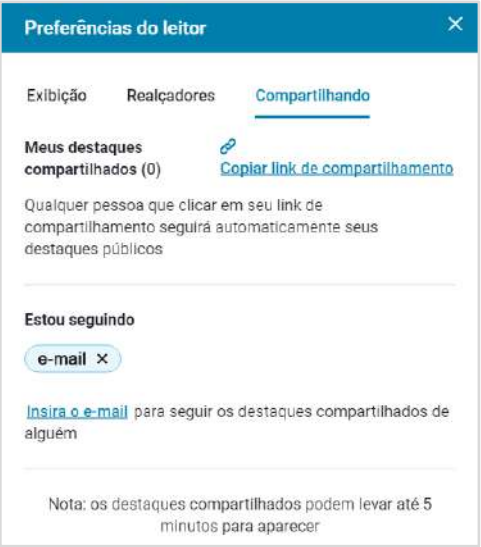 Preferências do leitor
Exibição Realçadores Compartilhando
Meus destaques
compartilhados (0) Copiar link de compartilhamento
Qualquer pessoa que clicar em seu link de
compartilhamento seguirá automaticamente seus
destaques públicos
Estou seguindo
e-mail ×
Insira o e-mail para seguir os destaques compartilhados de
alguém
Nota: os destaques compartilhados podem levar até 5
minutos para aparecer